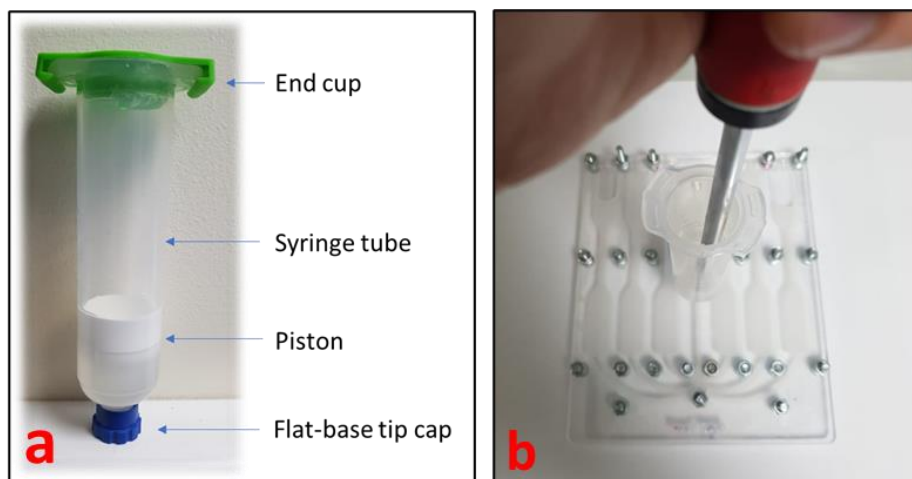 End cup
Syringe tube
Piston
Flat-base tip cap
a
b